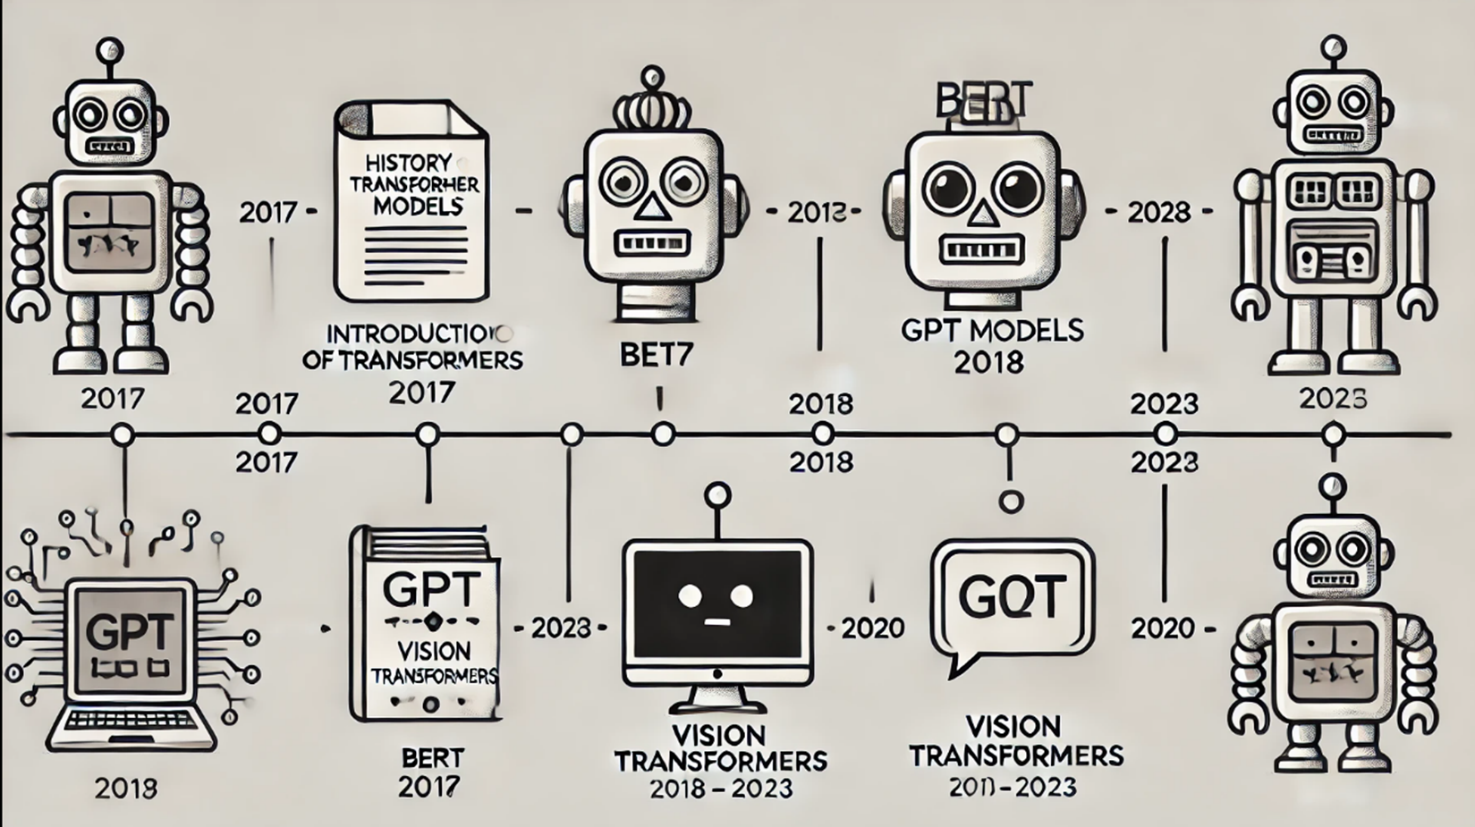 2017
HISTORY
TRANSFORHER
MODELS
INTRODUCTIO
OF TRANSFORMERS
2017
BET7
BERT
GPT MODELS
2018
2028
2017
2017
2018
2023
2017
2018
2023
GPT
2018
GPT
VISION
TRANSFORMERS
BERT
2017
2023
VISION
TRANSFORMERS
2018-2023
2020
GQT
VISION
TRANSFORMERS
2020